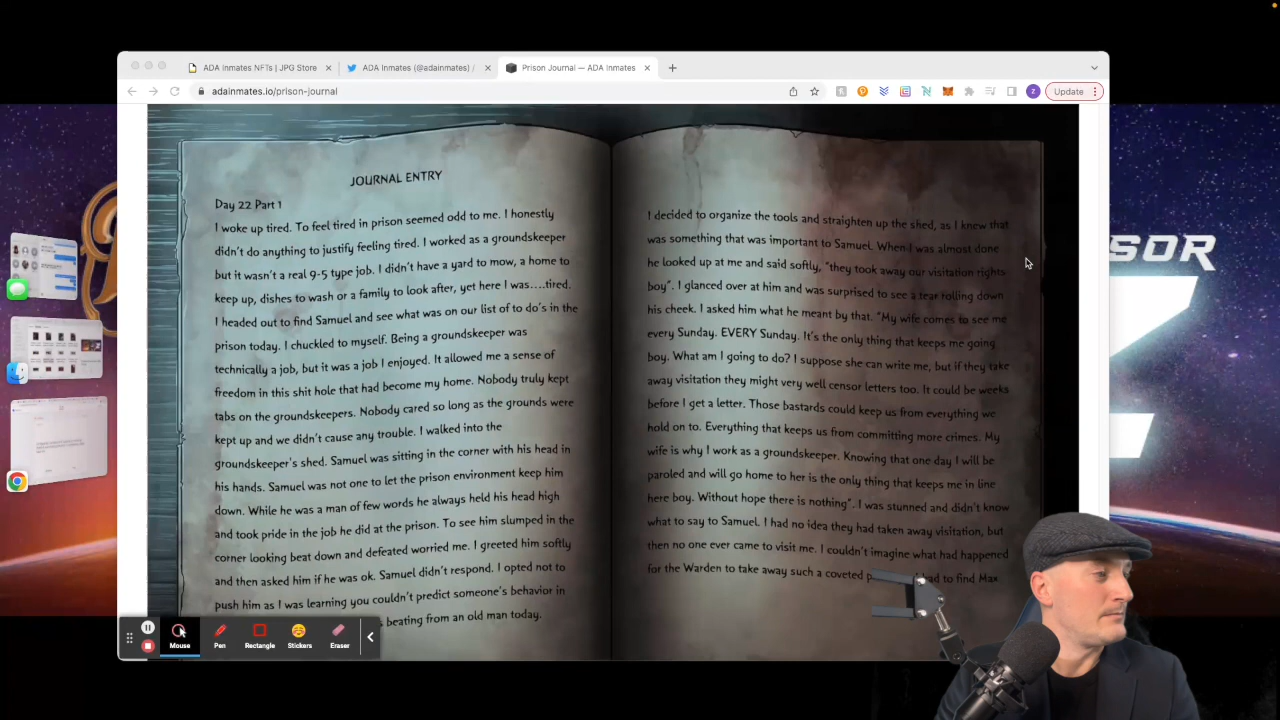 ADA Inmates NFTs | JPG Store
ADA Inmates (@adainmates) /
Prison Journal — ADA Inmates
adainmates.io/prison-journal
Z
Update
JOURNAL ENTRY
Day 22 Part 1
I woke up tired. To feel tired in prison seemed odd to me. I honestly
didn't do anything to justify feeling tired. I worked as a groundskeeper
but it wasn't a real 9-5 type job. I didn't have a yard to mow, a home to
keep up, dishes to wash or a family to look after, yet here I was....tired.
I headed out to find Samuel and see what was on our list of to do's in the
prison today. I chuckled to myself. Being a groundskeeper was
technically a job, but it was a job I enjoyed. It allowed me a sense of
freedom in this shit hole that had become my home. Nobody truly kept
tabs on the groundskeepers. Nobody cared so long as the grounds were
kept up and we didn't cause any trouble. I walked into the
groundskeeper's shed. Samuel was sitting in the corner with his head in
his hands. Samuel was not one to let the prison environment keep him
down. While he was a man of few words he always held his head high
and took pride in the job he did at the prison. To see him slumped in the
corner looking beat down and defeated worried me. I greeted him softly
and then asked him if he was ok. Samuel didn't respond. I opted not to
push him as I was learning you couldn't predict someone's behavior in
beating from an old man today.
I decided to organize the tools and straighten up the shed, as I knew that
was something that was important to Samuel. When I was almost done
he looked up at me and said softly, "they took away our visitation rights
boy". I glanced over at him and was surprised to see a tear rolling down
his cheek. I asked him what he meant by that. "My wife comes to see me
every Sunday. EVERY Sunday. It's the only thing that keeps me going
boy. What am I going to do? I suppose she can write me, but if they take
away visitation they might very well censor letters too. It could be weeks
before I get a letter. Those bastards could keep us from everything we
hold on to. Everything that keeps us from committing more crimes. My
wife is why I work as a groundskeeper. Knowing that one day I will be
paroled and will go home to her is the only thing that keeps me in line
here boy. Without hope there is nothing". I was stunned and didn't know
what to say to Samuel. I had no idea they had taken away visitation, but
then no one ever came to visit me. I couldn't imagine what had happened
for the Warden to take away such a coveted had to find Max
Mouse
Pen
Rectangle
Stickers
Eraser
SOR